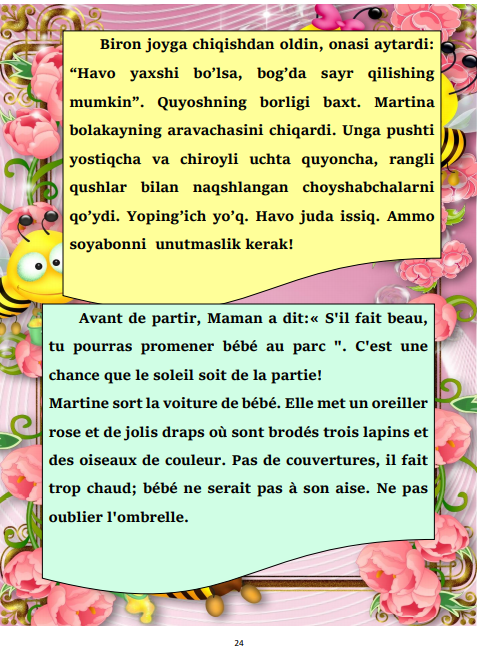 Biron joyga chiqishdan oldin, onasi aytardi:
“Havo yaxshi bo’lsa, bog’da sayr qilishing
mumkin”. Quyoshning borligi baxt. Martina
bolakayning aravachasini chiqardi. Unga pushti
yostiqcha va chiroyli uchta quyoncha, rangli
qushlar bilan naqshlangan choyshabchalarni
qo’ydi. Yoping’ich yo’q. Havo juda issiq. Ammo
soyabonni unutmaslik kerak!
Avant de partir, Maman a dit:« S'il fait beau,
tu pourras promener bébé au parc ". C'est une
chance que le soleil soit de la partie!
Martine sort la voiture de bébé. Elle met un oreiller
rose et de jolis draps où sont brodés trois lapins et
des oiseaux de couleur. Pas de couvertures, il fait
trop chaud; bébé ne serait pas à son aise. Ne pas
oublier l'ombrelle.
24